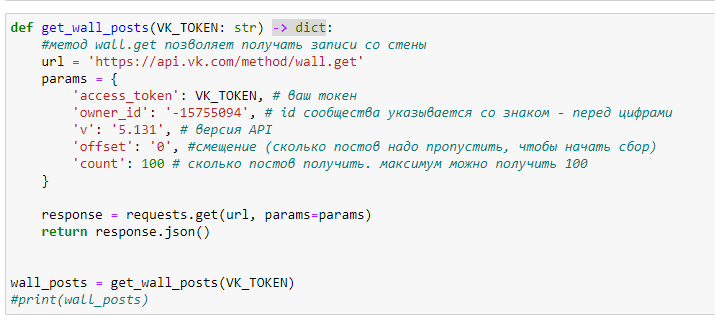 def get_wall_posts(VK_TOKEN: str) -> dict:
    #метод wall.get позволяет получать записи со стены
    url = 'https://api.vk.com/method/wall.get'
    params = {
        'access_token': VK_TOKEN, # ваш токен
        'owner_id': '-15755094', # id сообщества указывается со знаком - перед цифрами
        'v': '5.131', # версия API
        'offset': '0', #смещение (сколько постов надо пропустить, чтобы начать сбор)
        'count': 100 # сколько постов получить. максимум можно получить 100
    }
    response = requests.get(url, params=params)
    return response.json()
wall_posts = get_wall_posts(VK_TOKEN)
#print(wall_posts)